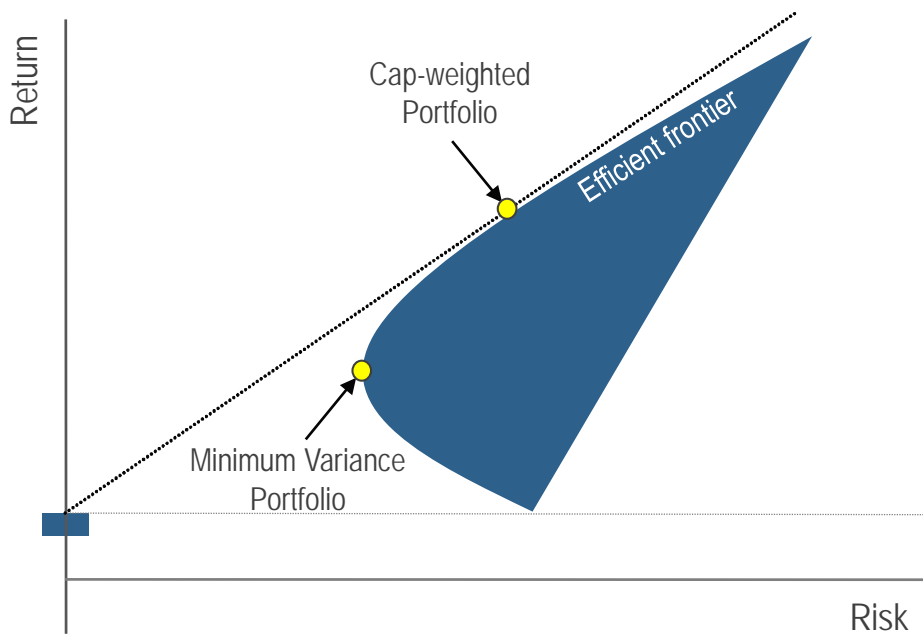 Return
Cap-weighted
Portfolio
Efficient frontier
Minimum Variance
Portfolio
Risk